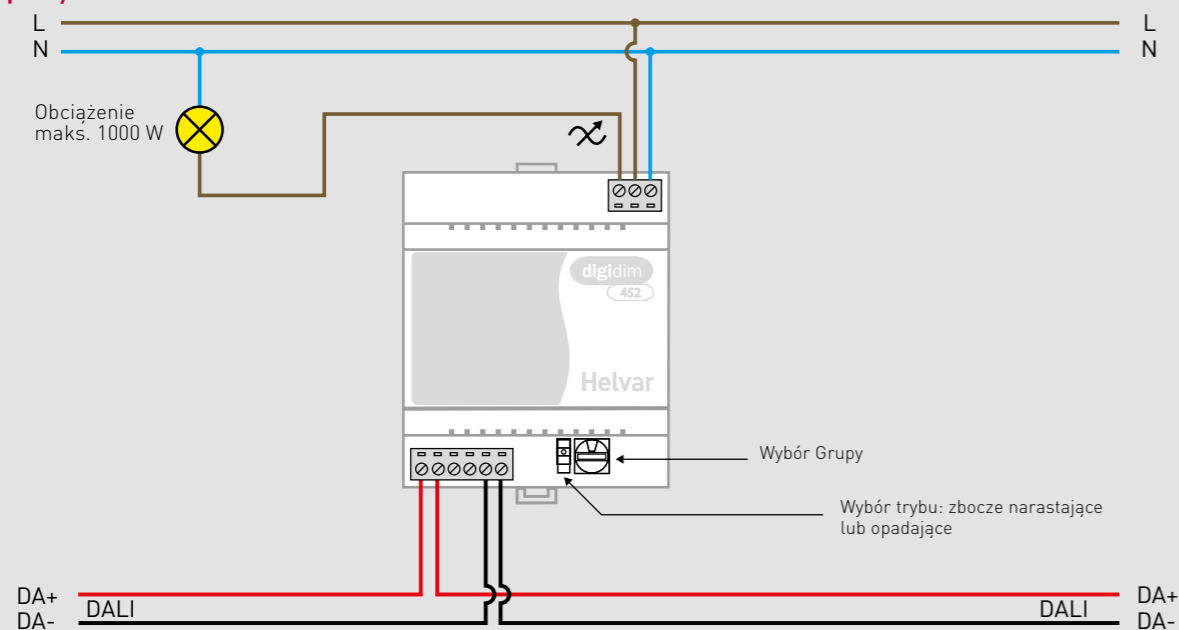 L
L
N
N
Obciążenie
maks. 1000 W
digidim
452
Helvar
Wybór Grupy
Wybór trybu: zbocze narastające
lub opadające
DA+
DALI
DA-
DA+
DALI
DA-